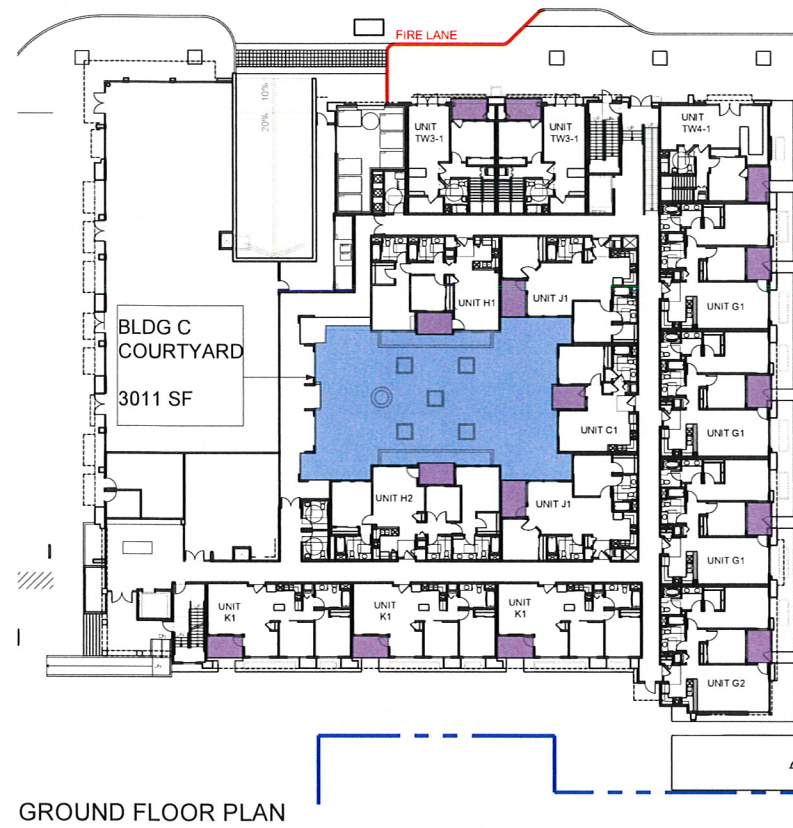 FIRE LANE
20% 10%
UNIT
TW3-1
UNIT
TW3-1
UNIT
TW4-1
UNIT H1
UNIT J1
UNIT G1
BLDG C
COURTYARD
3011 SF
UNIT C1
UNIT G1
UNIT H2
UNIT J1
UNIT G1
UNIT
K1
UNIT
K1
UNIT
K1
UNIT G2
GROUND FLOOR PLAN